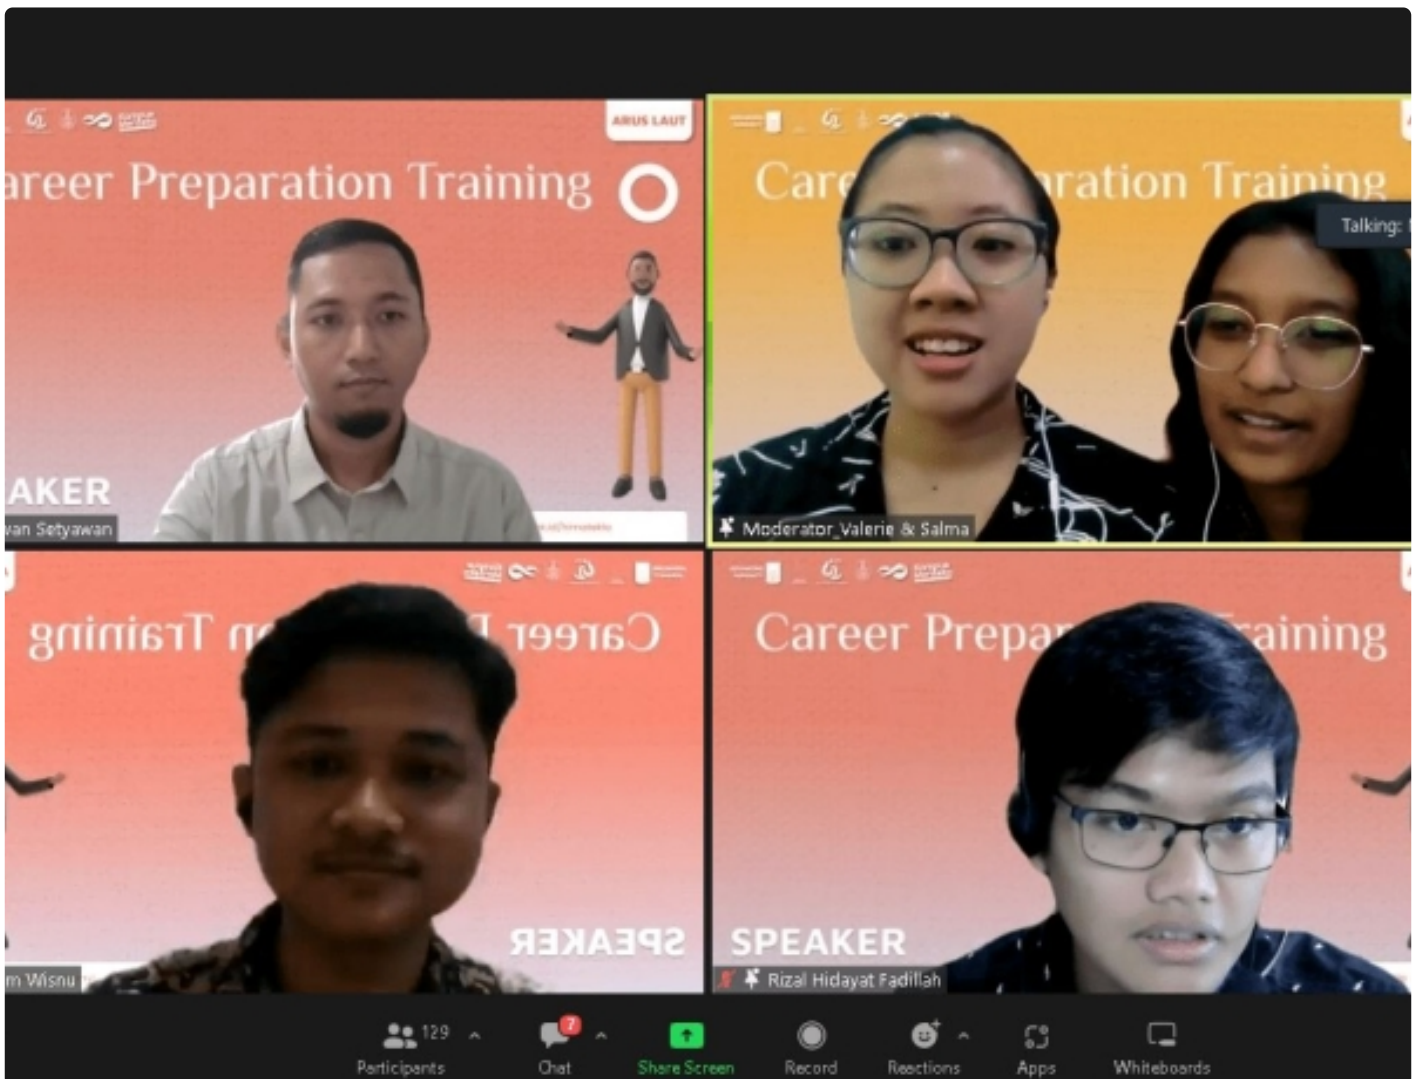 ARUS LAUT
areer Preparation Training
AKER
wan Setyawan
Care
ration Training
Talking:
Moderator_Valerie & Salma
Career P
n Training
SPEAKER
m Wisnu
Career Prepar
raining
SPEAKER
Rizal Hidayat Fadillah
129
7
Participants
Chat
Share Screen
Record
Reactions
Apps
Whiteboards